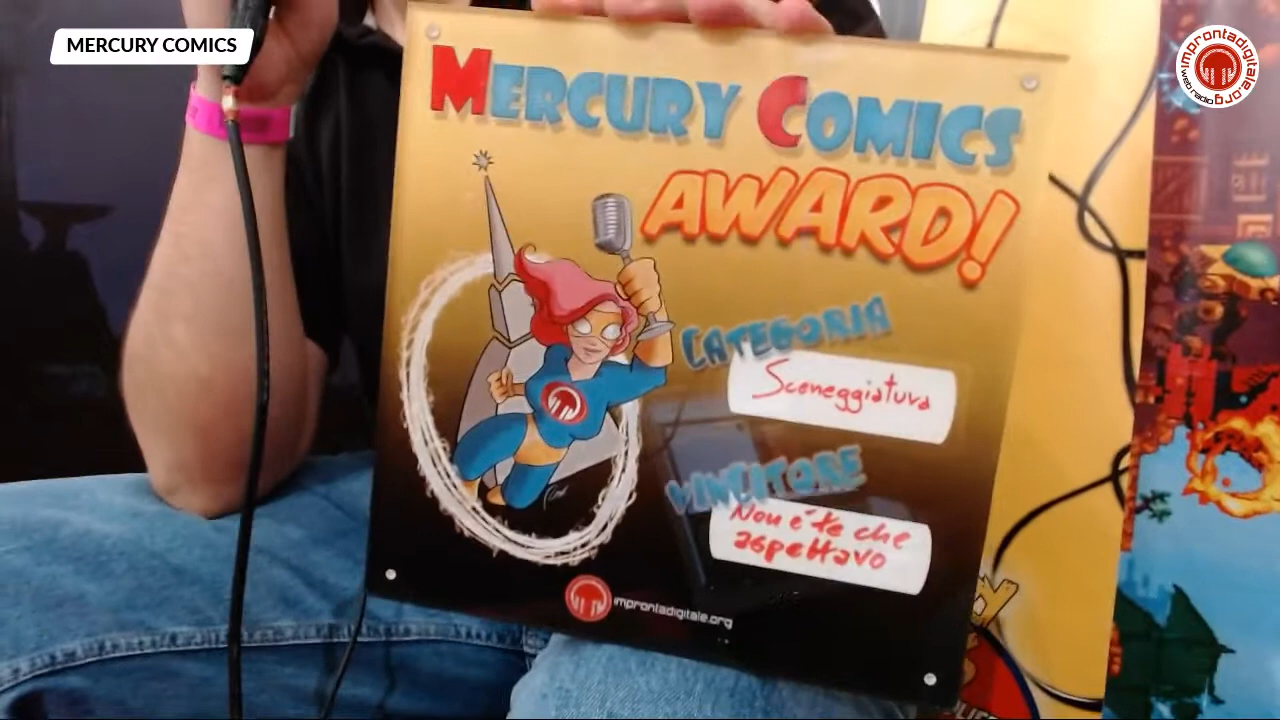 MERCURY COMICS
improntadigitale.org
web radio
MERCURY COMICS
AWARD!
CATEGORIA
Sceneggiatura
VINCITORE
Non è te che
aspettavo
improntadigitale.org